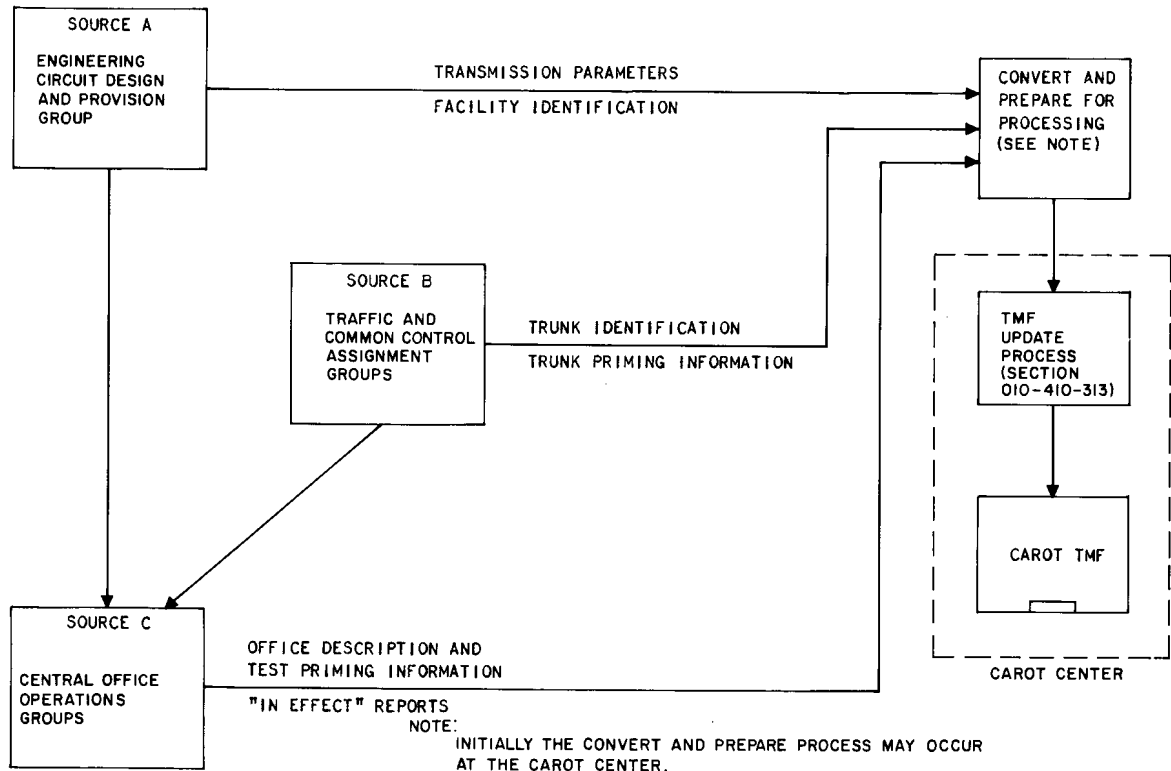 SOURCE A
ENGINEERING
CIRCUIT DESIGN
AND PROVISION
GROUP
TRANSMISSION PARAMETERS
FACILITY IDENTIFICATION
CONVERT AND
PREPARE FOR
PROCESSING
(SEE NOTE)
SOURCE B
TRAFFIC AND
COMMON CONTROL
ASSIGNMENT
GROUPS
TRUNK IDENTIFICATION
TRUNK PRIMING INFORMATION
TMF
UPDATE
PROCESS
(SECTION
010-410-313)
CAROT TMF
CAROT CENTER
SOURCE C
CENTRAL OFFICE
OPERATIONS
GROUPS
OFFICE DESCRIPTION AND
TEST PRIMING INFORMATION
"IN EFFECT" REPORTS
NOTE:
INITIALLY THE CONVERT AND PREPARE PROCESS MAY OCCUR
AT THE CAROT CENTER.